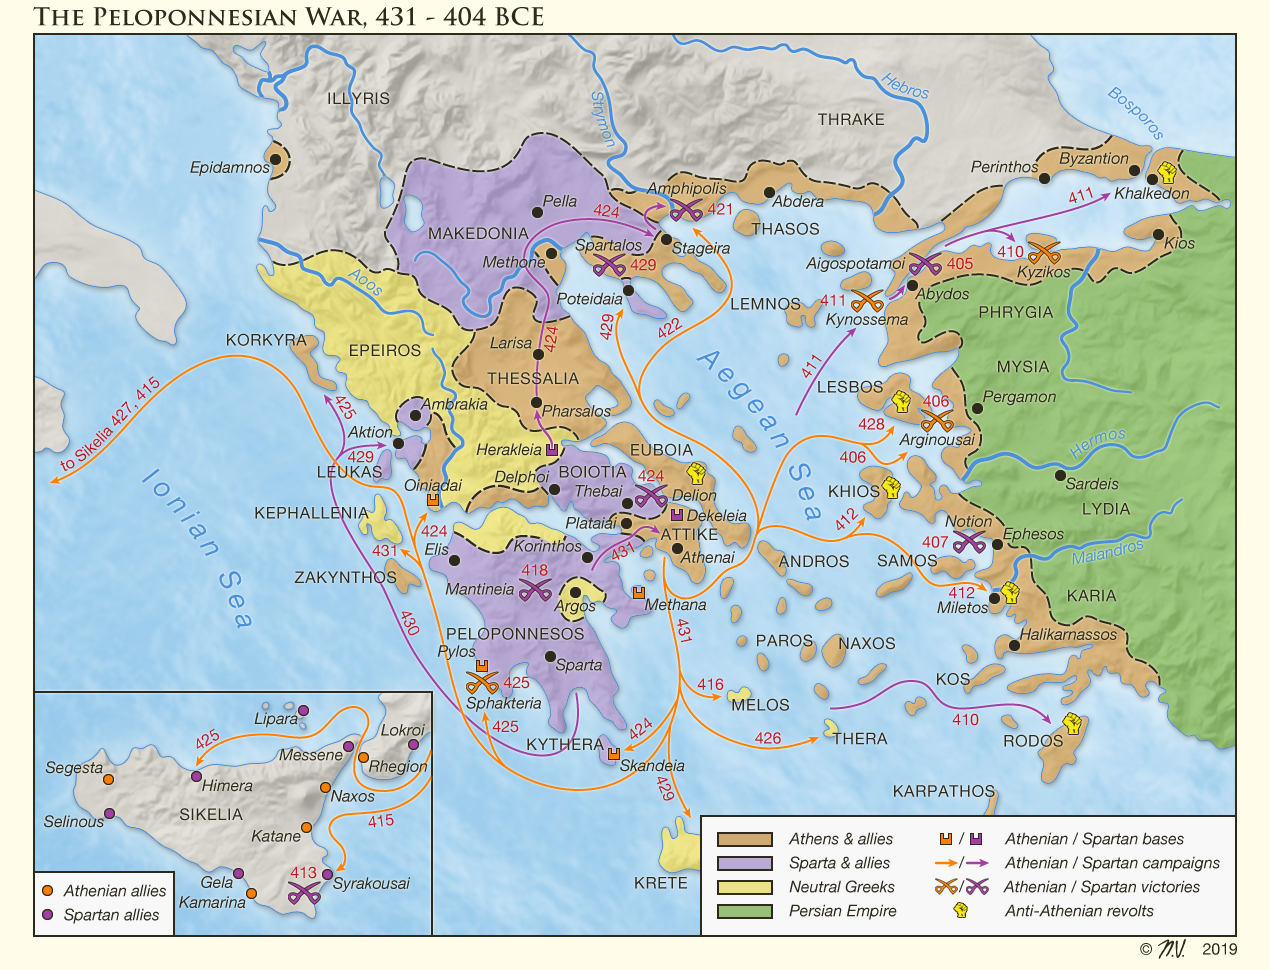 THE PELOPONNESIAN WAR, 431 - 404 BCE
ILLYRIS
Strymon
Hebros
Bosporos
THRAKE
Epidamnos
Perinthos
Byzantion
Khalkedon
Amphipolis
Abdera
411
Pella
424
421
THASOS
MAKEDONIA
Spartalos
Stageira
410
Kios
Methone
429
Aigospotamoi
405
Kyzikos
Aoos
Poteidaia
LEMNOS
411
Abydos
Kynossema
PHRYGIA
KORKYRA
EPEIROS
Larisa
424
429
422
Aegean Sea
411
MYSIA
THESSALIA
LESBOS
406
Pergamon
to Sikelia 427, 415
425
Ambrakia
Pharsalos
428
Arginousai
Aktion
429
Herakleia
EUBOIA
406
Hermos
LEUKAS
Delphoi
BOIOTIA
424
Sardeis
Ionian Sea
Oiniadai
Thebai
Delion
KHIOS
LYDIA
KEPHALLENIA
Plataiai
Dekeleia
412
Notion
424
ATTIKE
407
Ephesos
431
Elis
Korinthos
431
Athenai
ANDROS
SAMOS
Maiandros
ZAKYNTHOS
Mantineia
418
412
KARIA
Argos
Methana
Miletos
430
431
PELOPONNESOS
PAROS
NAXOS
Halikarnassos
Pylos
Sparta
425
416
KOS
Sphakteria
MELOS
425
424
410
KYTHERA
426
THERA
RODOS
Skandeia
429
KARPATHOS
KRETE
Lipara
425
Lokroi
Messene
Rhegion
Segesta
Himera
Naxos
Selinous
SIKELIA
415
Katane
413
Gela
Syrakousai
Kamarina
Athenian allies
Spartan allies
Athens & allies
Sparta & allies
Neutral Greeks
Persian Empire
/ Athenian / Spartan bases
/ Athenian / Spartan campaigns
/ Athenian / Spartan victories
Anti-Athenian revolts
© M.V. 2019